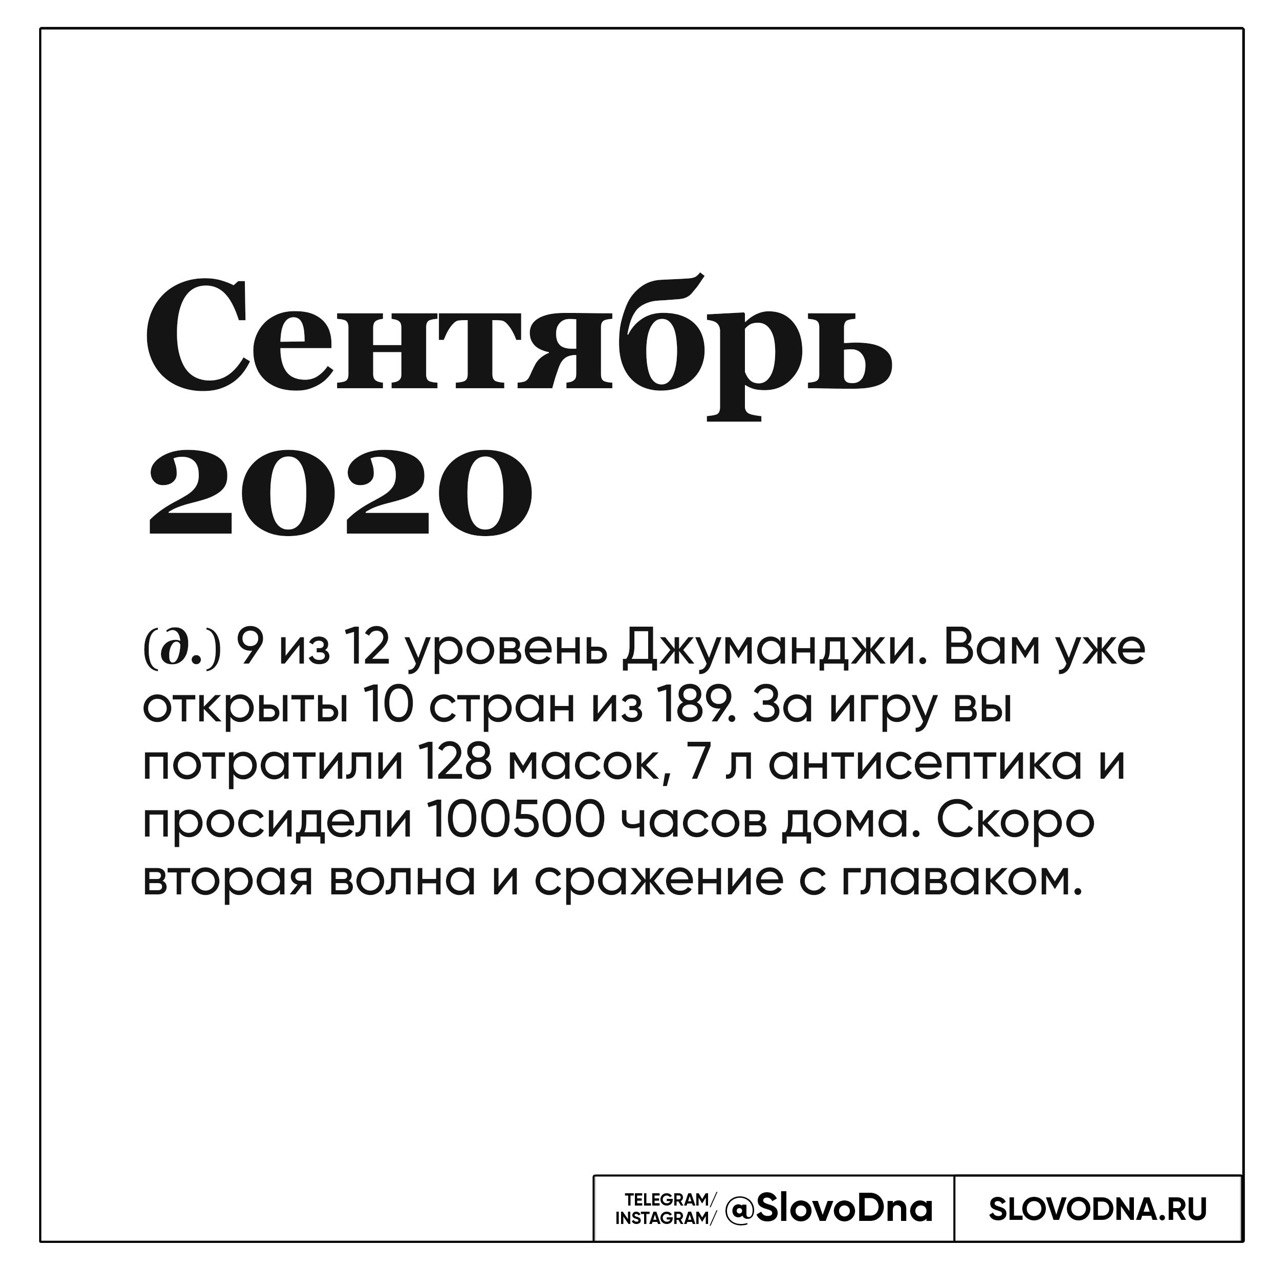 Сентябрь
2020
(д.) 9 из 12 уровень Джуманджи. Вам уже
открыты 10 стран из 189. За игру вы
потратили 128 масок, 7 л антисептика и
просидели 100500 часов дома. Скоро
вторая волна и сражение с главаком.
TELEGRAM/
INSTAGRAM/
@SlovoDna
SLOVODNA.RU